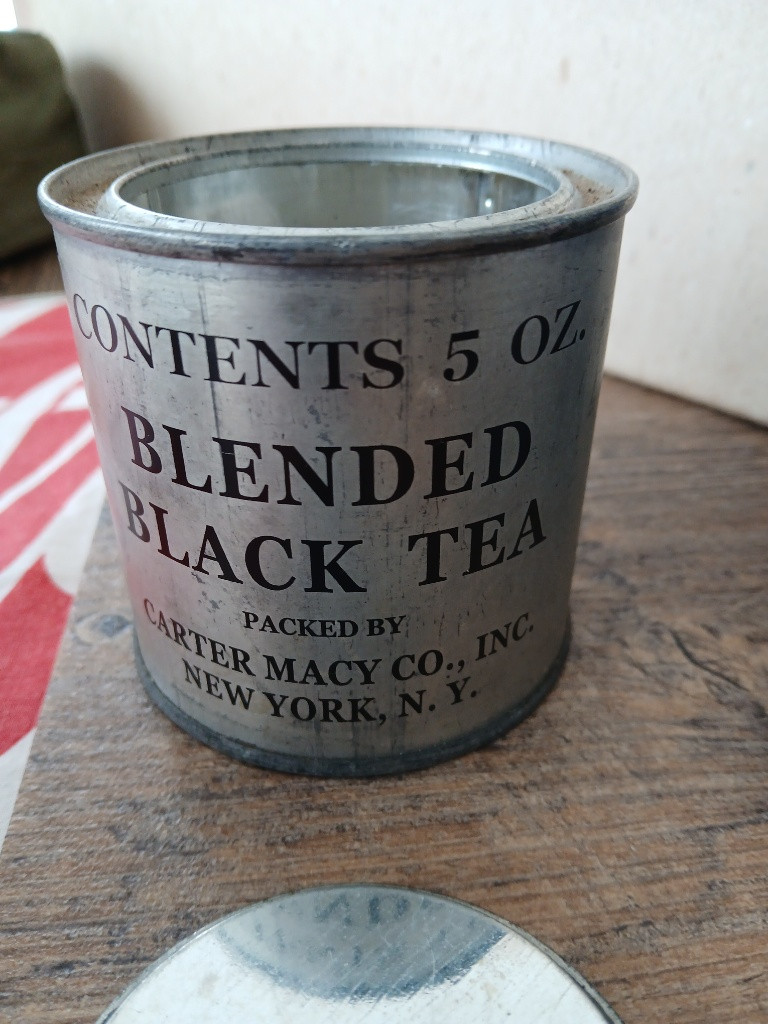 CONTENTS 5 OZ.
BLENDED
BLACK TEA
PACKED BY
CARTER MACY CO., INC.
NEW YORK, N. Y.